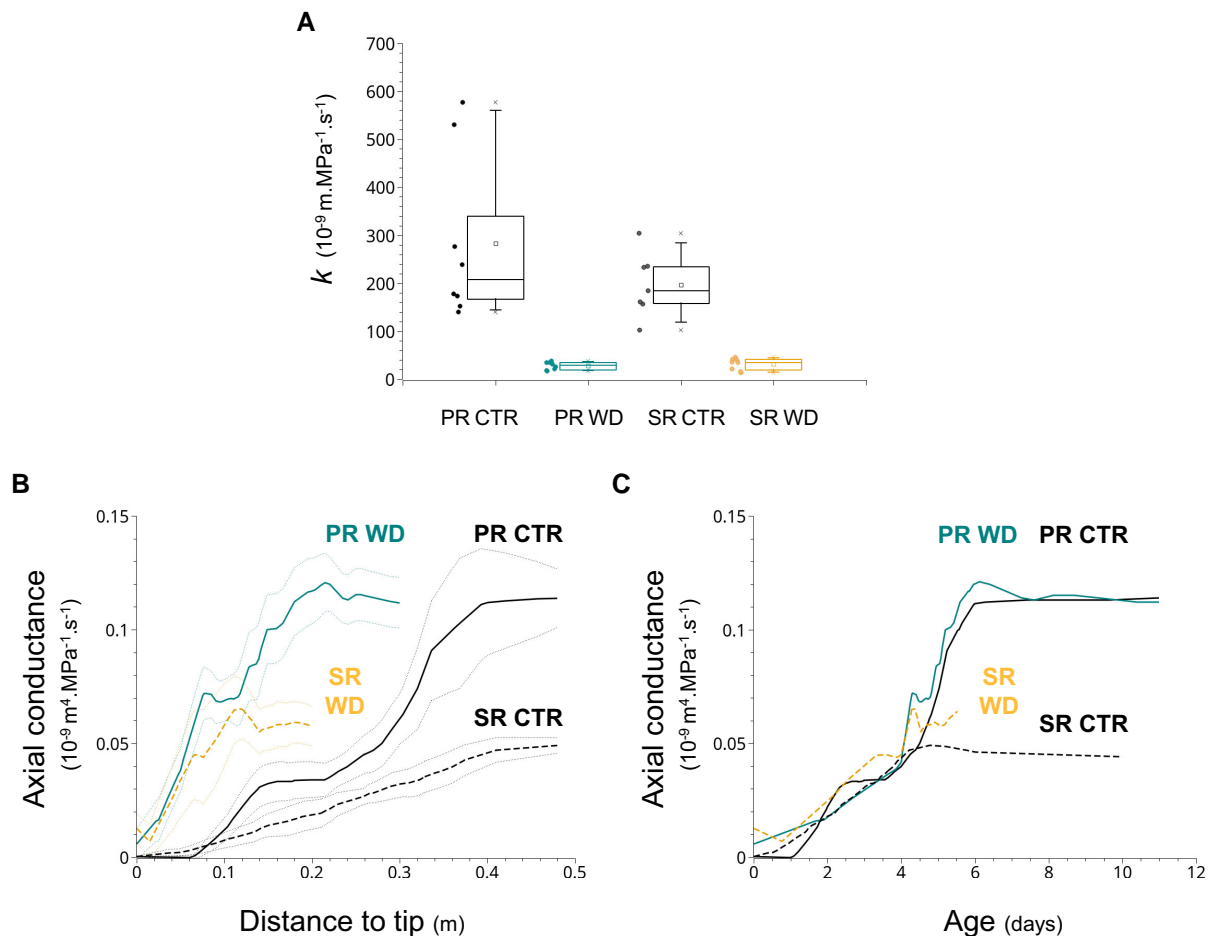 A
700
600
500
400
300
200
100
0
k (10⁻⁹ m.MPa⁻¹.s⁻¹)
PR CTR PR WD SR CTR SR WD
B
0.15
0.1
0.05
0
Axial conductance
(10⁻⁹ m⁴.MPa⁻¹.s⁻¹)
PR WD PR CTR
SR
WD
SR CTR
0 0.1 0.2 0.3 0.4 0.5
Distance to tip (m)
C
0.15
0.1
0.05
0
Axial conductance
(10⁻⁹ m⁴.MPa⁻¹.s⁻¹)
PR WD PR CTR
SR
WD
SR CTR
0 2 4 6 8 10 12
Age (days)